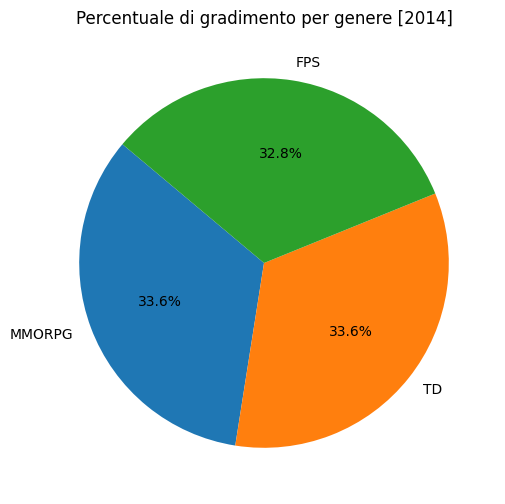 Percentuale di gradimento per genere [2014]
FPS
32.8%
33.6%
MMORPG
33.6%
TD